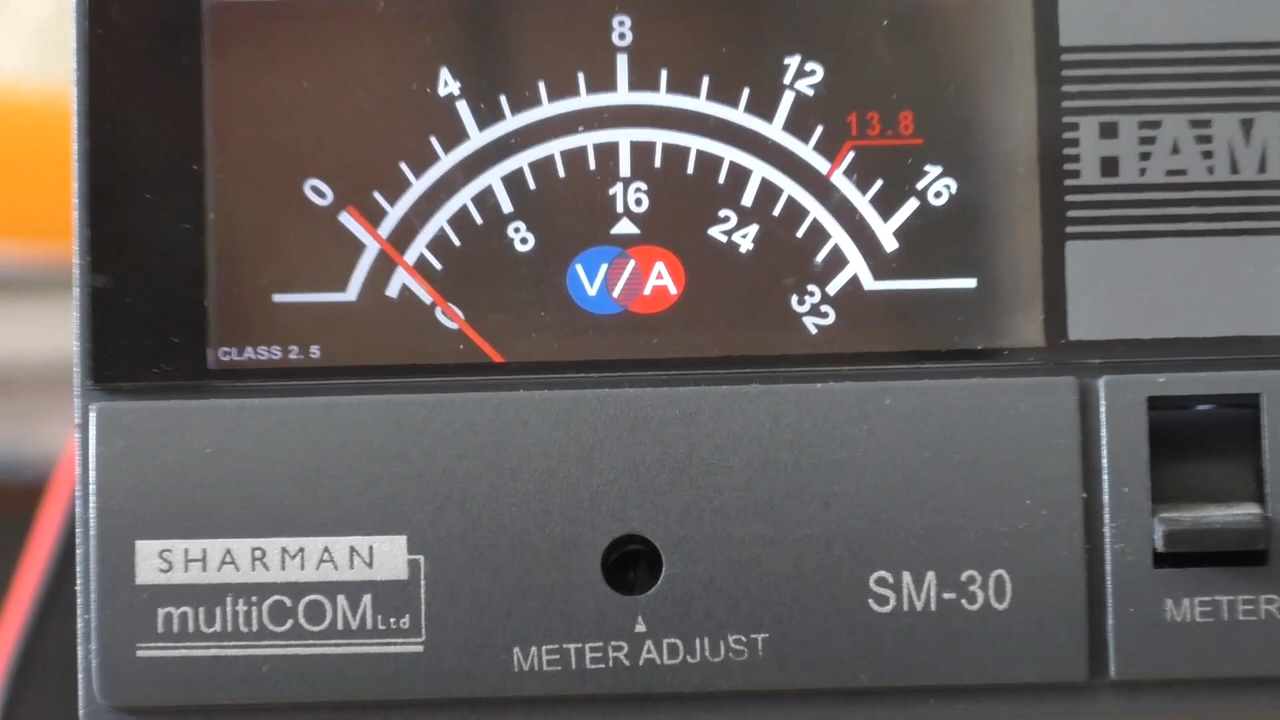 0
4
8
12
13.8
16
0
8
16
24
32
V/A
CLASS 2.5
HAM
SHARMAN
multiCOM Ltd
METER ADJUST
SM-30
METER